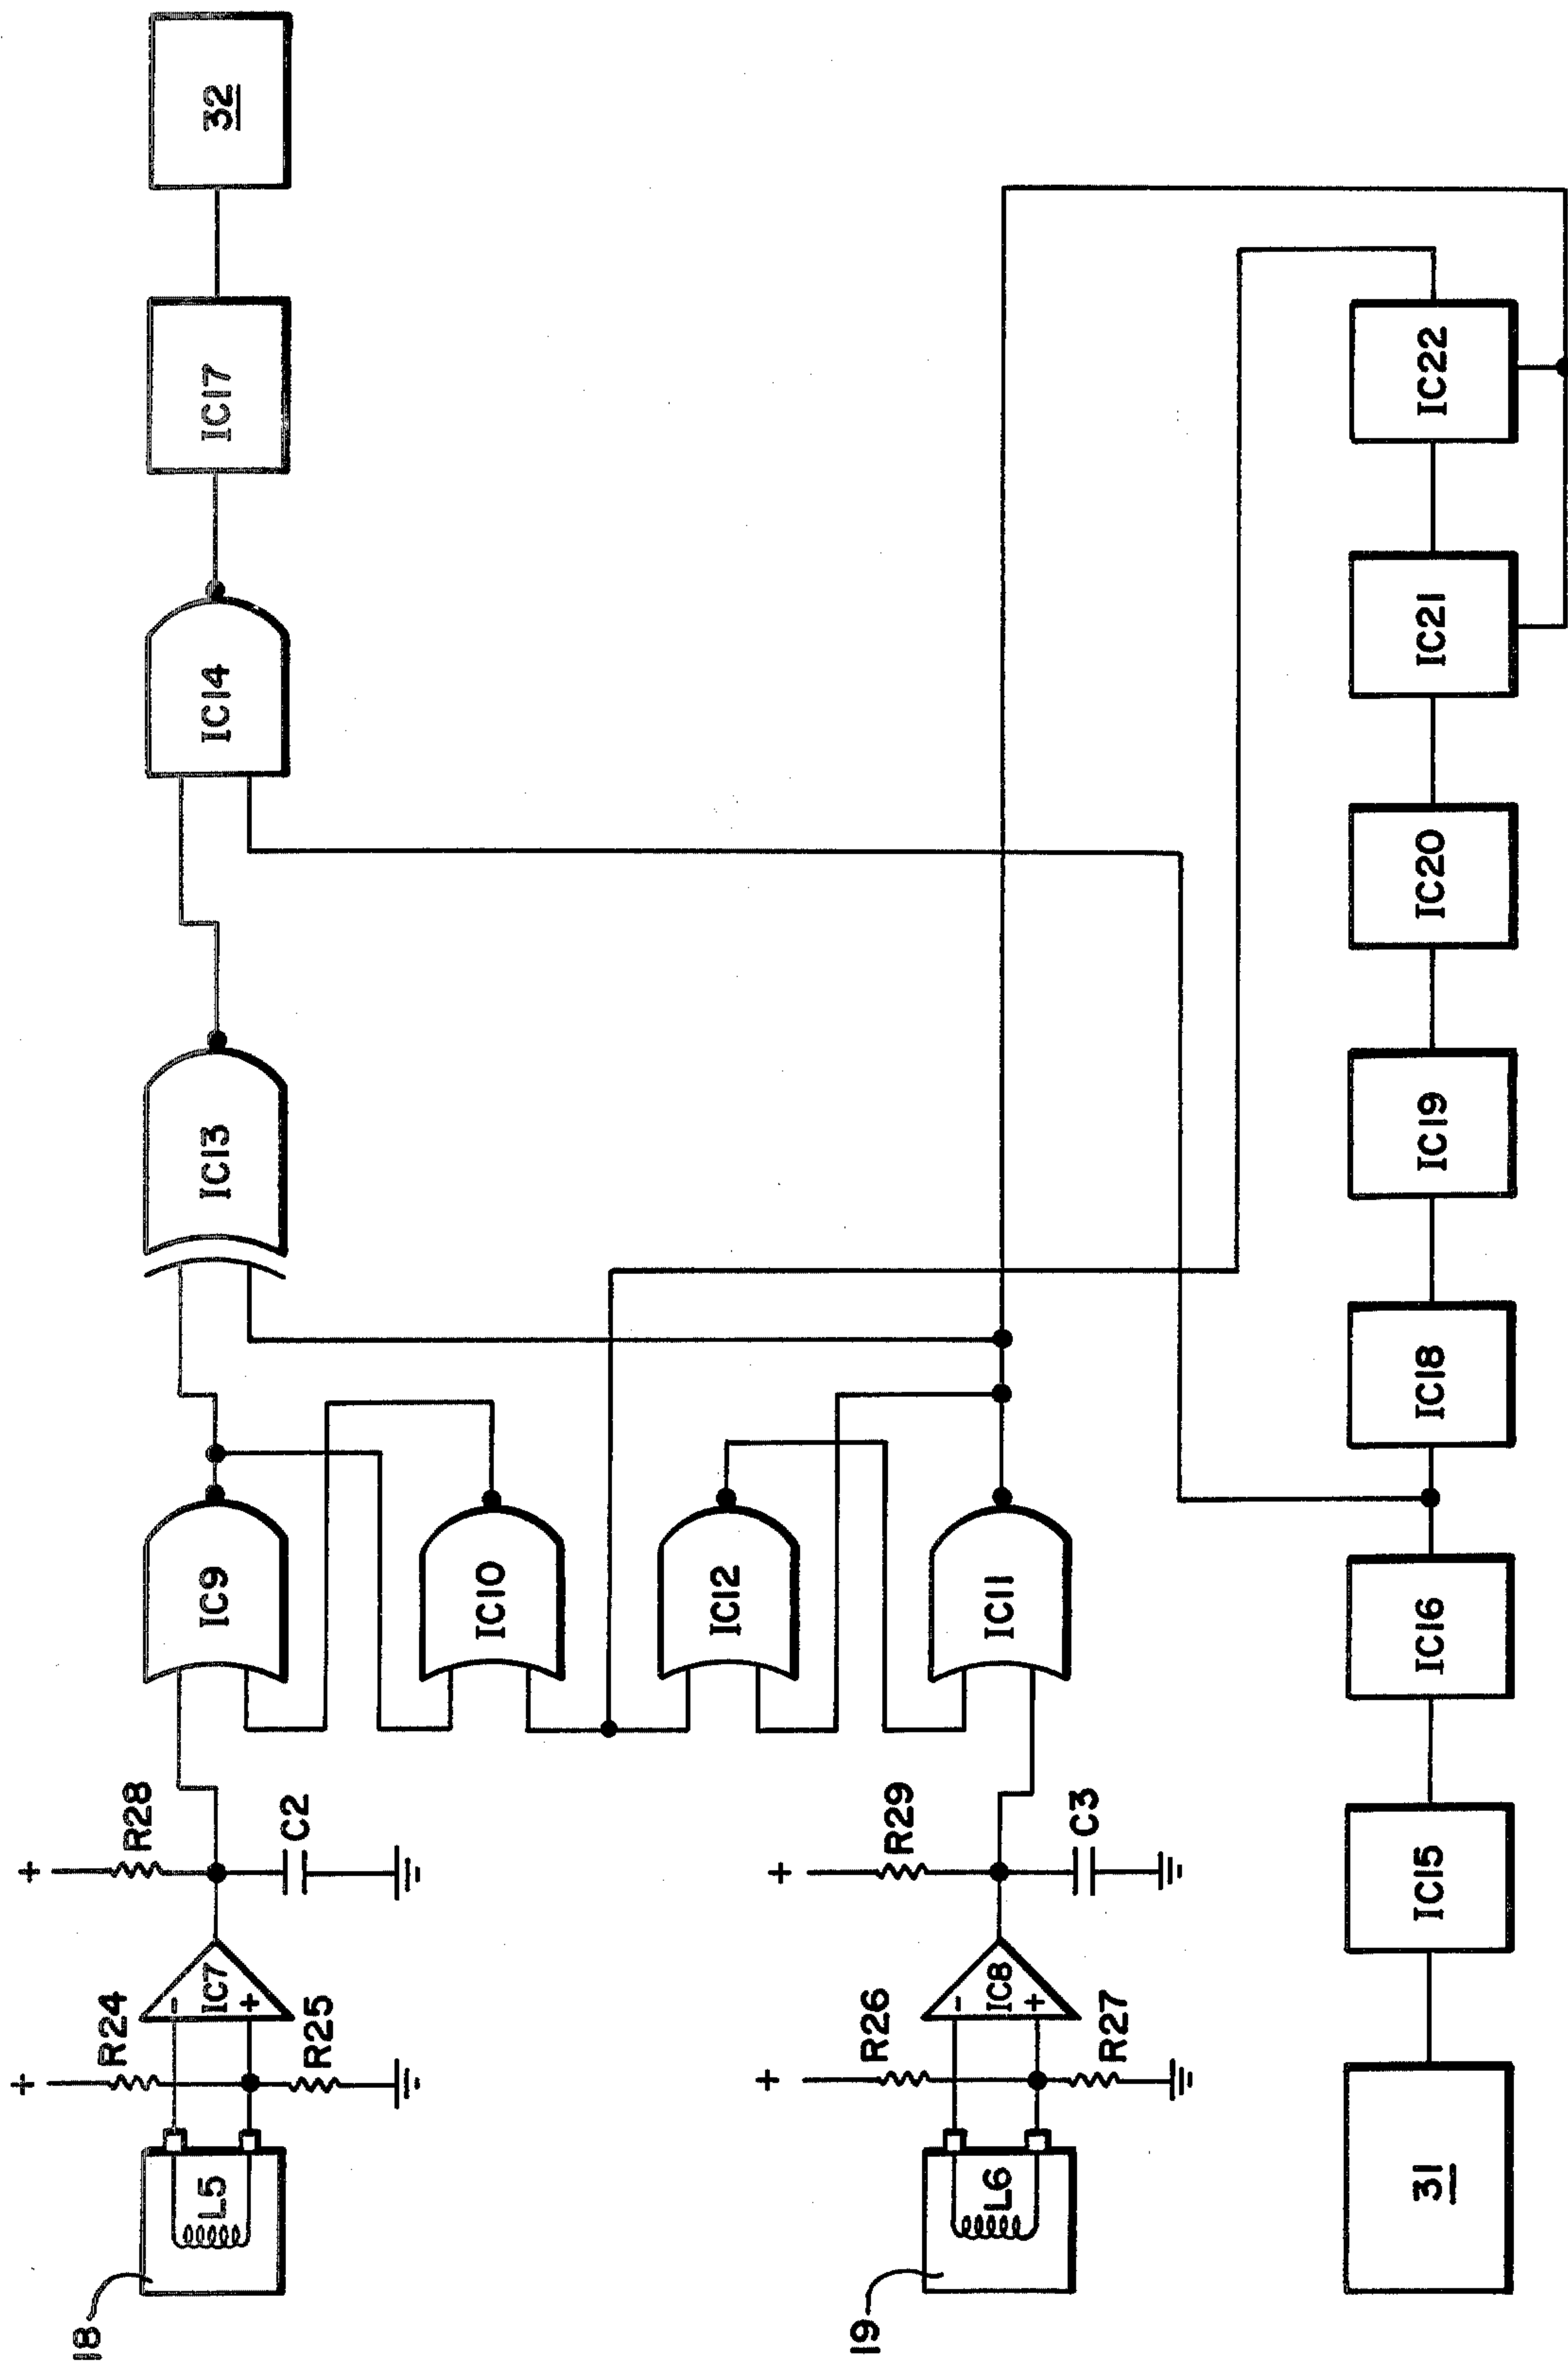 18
L5
+
R24
R25
-
IC7
+
+
R28
C2
IC9
IC10
IC12
IC11
IC13
IC14
IC17
32
19
L6
+
R26
R27
-
IC8
+
+
R29
C3
31
IC15
IC16
IC18
IC19
IC20
IC21
IC22